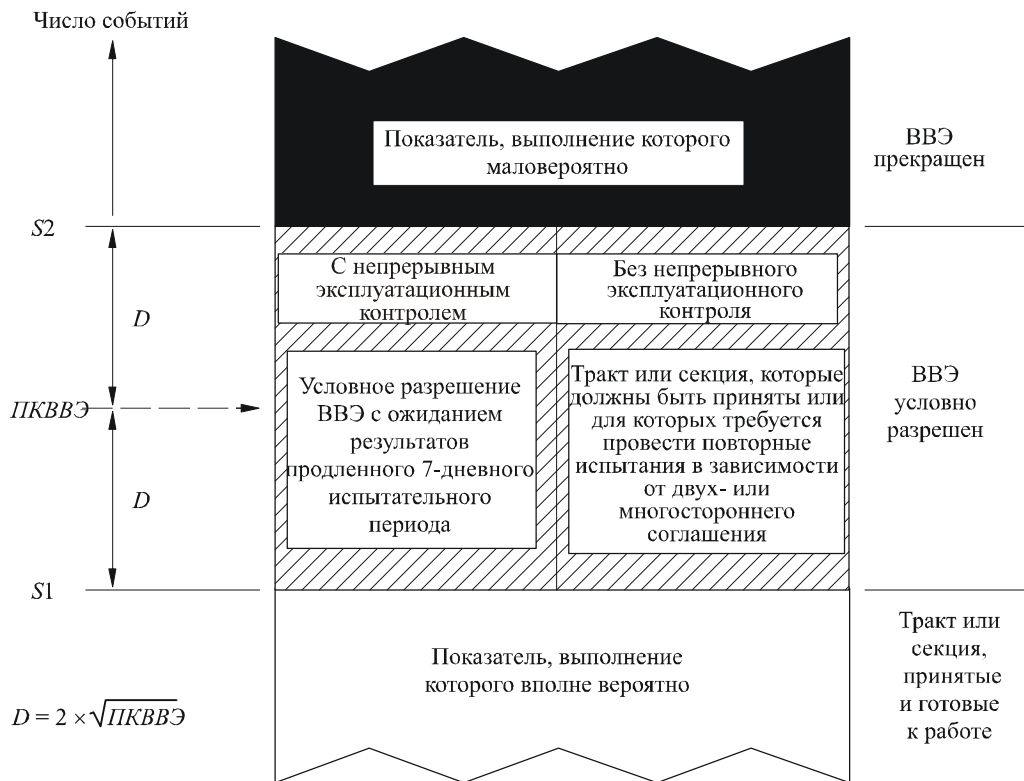 Число событий
Показатель, выполнение которого
маловероятно
ВВЭ
прекращен
S2
С непрерывным
эксплуатационным
контролем
Без непрерывного
эксплуатационного
контроля
D
Условное разрешение
ВВЭ с ожиданием
результатов
продленного 7-дневного
испытательного
периода
Тракт или секция, которые
должны быть приняты или
для которых требуется
провести повторные
испытания в зависимости
от двух- или
многостороннего
соглашения
ВВЭ
условно
разрешен
ПКВВЭ
D
S1
Показатель, выполнение
которого вполне вероятно
Тракт или
секция,
принятые
и готовые
к работе
D = 2 × √ПКВВЭ